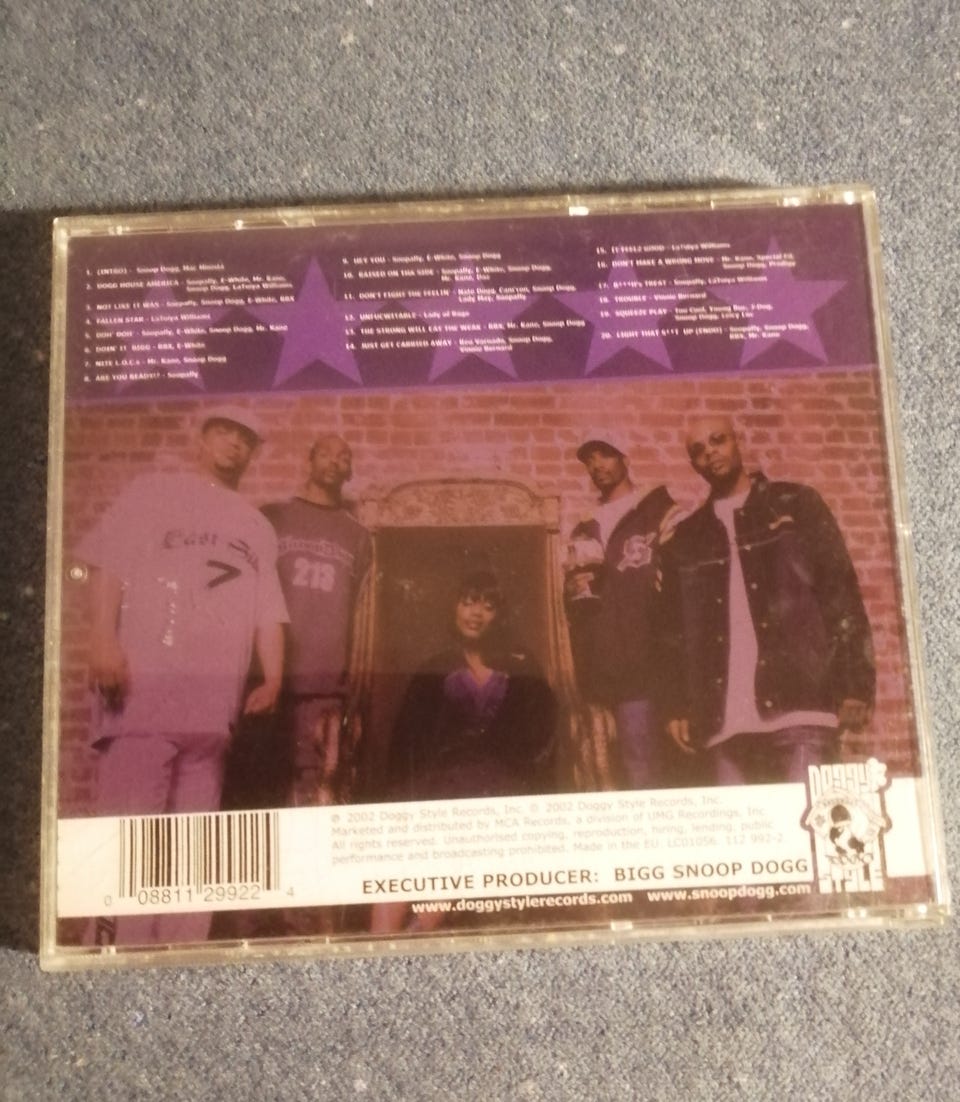 1. (INTRO) - Snoop Dogg, Mac Minista
2. DOGG HOUSE AMERICA - Soopafly, E-White, Mr. Kane,
Snoop Dogg, LaToiya Williams
3. NOT LIKE IT WAS - Soopafly, Snoop Dogg, E-White, RBX
4. FALLEN STAR - LaToiya Williams
5. DOH' DOH' - Soopafly, E-White, Snoop Dogg, Mr. Kane
6. DOIN' IT BIGG - RBX, E-White
7. NITE L.O.C.s - Mr. Kane, Snoop Dogg
8. ARE YOU READY!? - Soopafly
9. HEY YOU - Soopafly, E-White, Snoop Dogg
10. RAISED ON THA SIDE - Soopafly, E-White, Snoop Dogg,
Mr. Kane, Daz
11. DON'T FIGHT THE FEELIN' - Nate Dogg, Cam'ron, Snoop Dogg,
Lady May, Soopafly
12. UNFUCWITABLE - Lady of Rage
13. THE STRONG WILL EAT THE WEAK - RBX, Mr. Kane, Snoop Dogg
14. JUST GET CARRIED AWAY - Reo Varnado, Snoop Dogg,
Vinnie Bernard
15. IT FEELZ GOOD - LaToiya Williams
16. DON'T MAKE A WRONG MOVE - Mr. Kane, Special Ed,
Snoop Dogg, Prodigy
17. B***H'S THEAT - Soopafly, LaToiya Williams
18. TROUBLE - Vinnie Bernard
19. SQUEEZE PLAY - Too Cool, Young Buc, J-Dog,
Snoop Dogg, Luicy Luc
20. LIGHT THAT S*** UP (ENDS) - Soopafly, Snoop Dogg,
RBX, Mr. Kane
East
213
℗ 2002 Doggy Style Records, Inc. © 2002 Doggy Style Records, Inc.
Marketed and distributed by MCA Records, a division of UMG Recordings, Inc.
All rights reserved. Unauthorised copying, reproduction, hiring, lending, public
performance and broadcasting prohibited. Made in the EU. LC01056. 112 992-2.
EXECUTIVE PRODUCER: BIGG SNOOP DOGG
www.doggystylerecords.com www.snoopdogg.com
0 08811 29922 4
DOGGY
STYLE